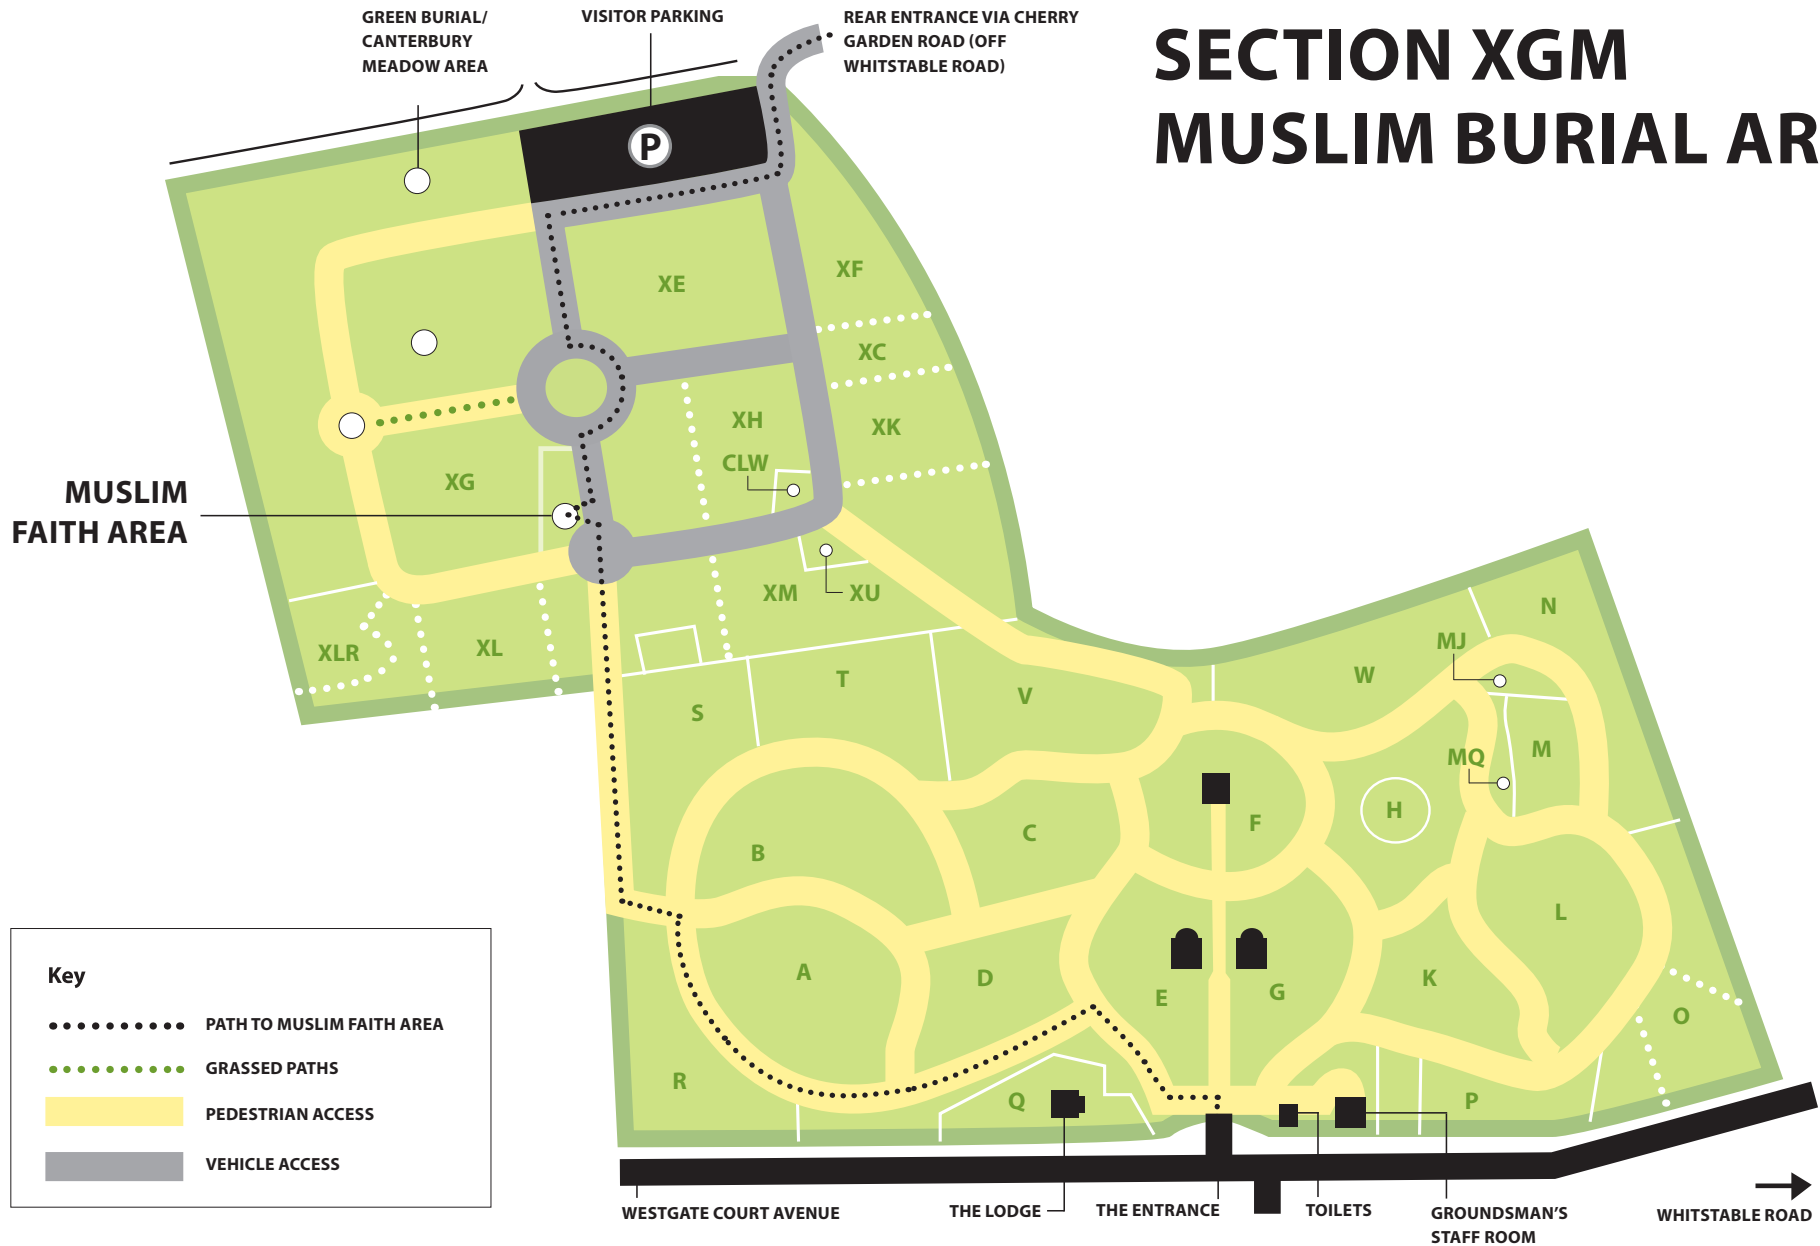 GREEN BURIAL/
CANTERBURY
MEADOW AREA
VISITOR PARKING
REAR ENTRANCE VIA CHERRY
GARDEN ROAD (OFF
WHITSTABLE ROAD)
SECTION XGM
MUSLIM BURIAL AR
P
XE
XF
XC
XH
XK
CLW
XG
MUSLIM
FAITH AREA
XM
XU
XLR
XL
N
MJ
W
T
V
S
M
MQ
H
F
C
B
L
A
D
E
G
K
O
R
Q
P
Key
PATH TO MUSLIM FAITH AREA
GRASSED PATHS
PEDESTRIAN ACCESS
VEHICLE ACCESS
WESTGATE COURT AVENUE
THE LODGE
THE ENTRANCE
TOILETS
GROUNDSMAN'S
STAFF ROOM
WHITSTABLE ROAD